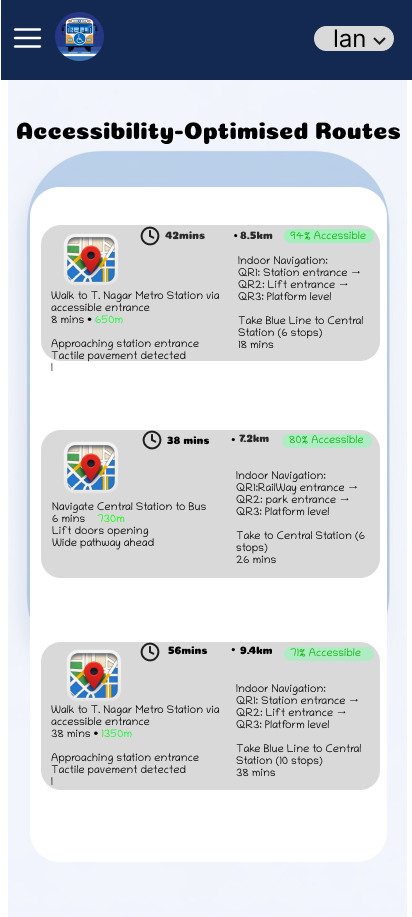 Ian
Accessibility-Optimised Routes
42mins
• 8.5km
94% Accessible
Walk to T. Nagar Metro Station via
accessible entrance
8 mins • 650m
Approaching station entrance
Tactile pavement detected
l
Indoor Navigation:
QR1: Station entrance →
QR2: Lift entrance →
QR3: Platform level
Take Blue Line to Central
Station (6 stops)
18 mins
38 mins
• 7.2km
80% Accessible
Navigate Central Station to Bus
6 mins 730m
Lift doors opening
Wide pathway ahead
Indoor Navigation:
QR1:RailWay entrance →
QR2: park entrance →
QR3: Platform level
Take to Central Station (6
stops)
26 mins
56mins
• 9.4km
71% Accessible
Walk to T. Nagar Metro Station via
accessible entrance
38 mins • 1350m
Approaching station entrance
Tactile pavement detected
l
Indoor Navigation:
QR1: Station entrance →
QR2: Lift entrance →
QR3: Platform level
Take Blue Line to Central
Station (10 stops)
38 mins